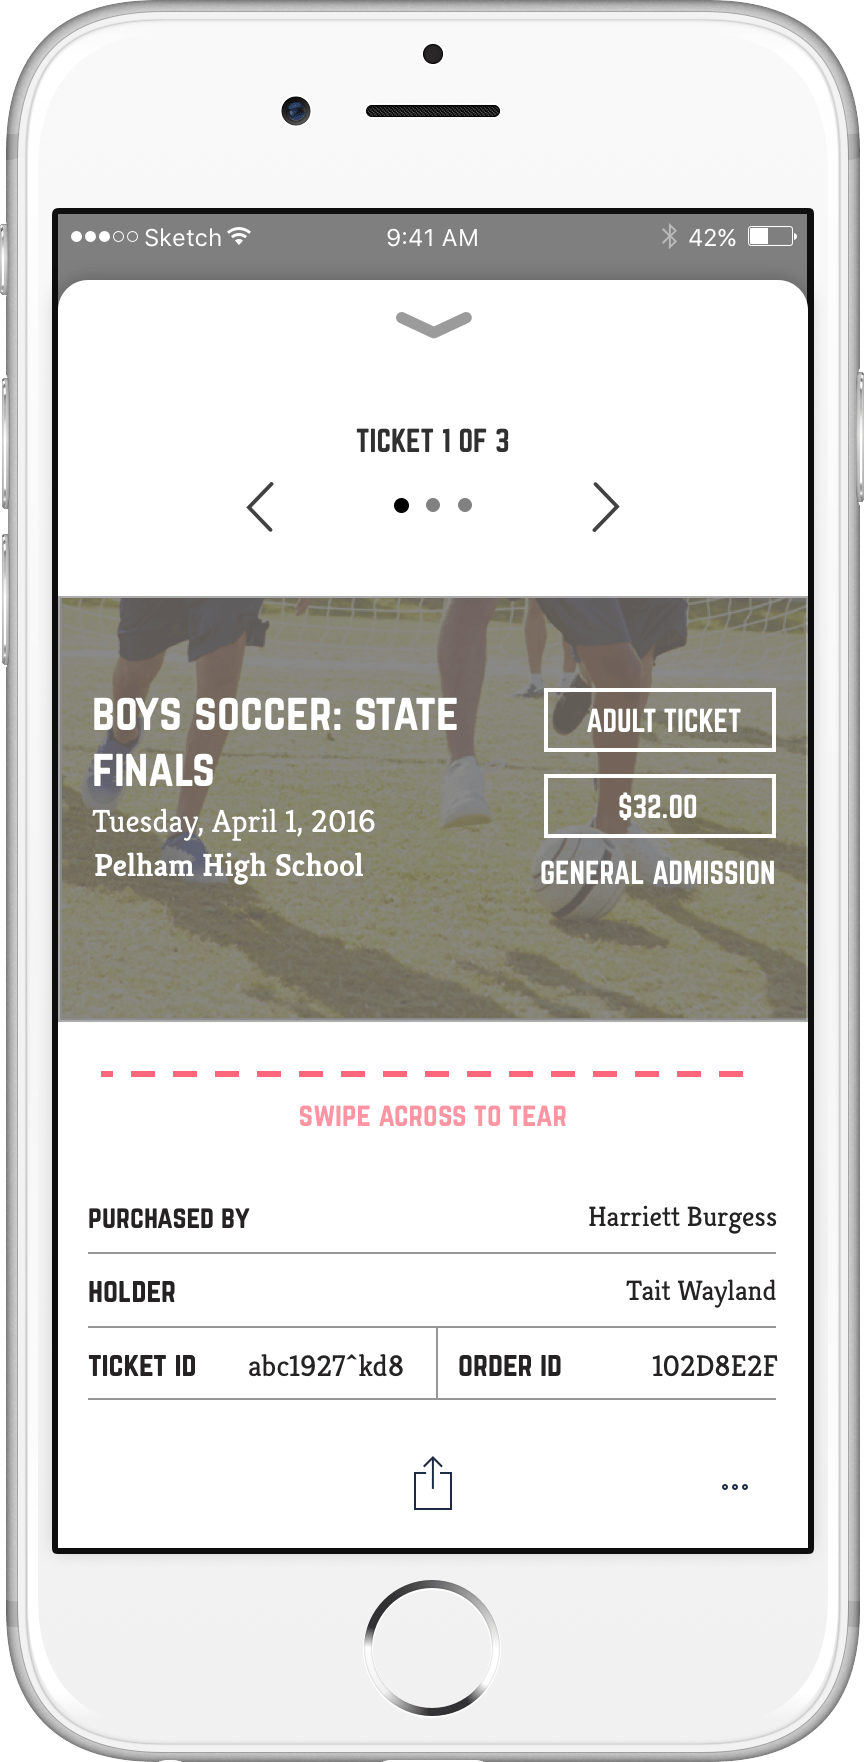 Sketch 9:41 AM 42%
TICKET 1 OF 3
BOYS SOCCER: STATE
FINALS
Tuesday, April 1, 2016
Pelham High School
ADULT TICKET
$32.00
GENERAL ADMISSION
SWIPE ACROSS TO TEAR
PURCHASED BY Harriett Burgess
HOLDER Tait Wayland
TICKET ID abc1927^kd8 ORDER ID 102D8E2F